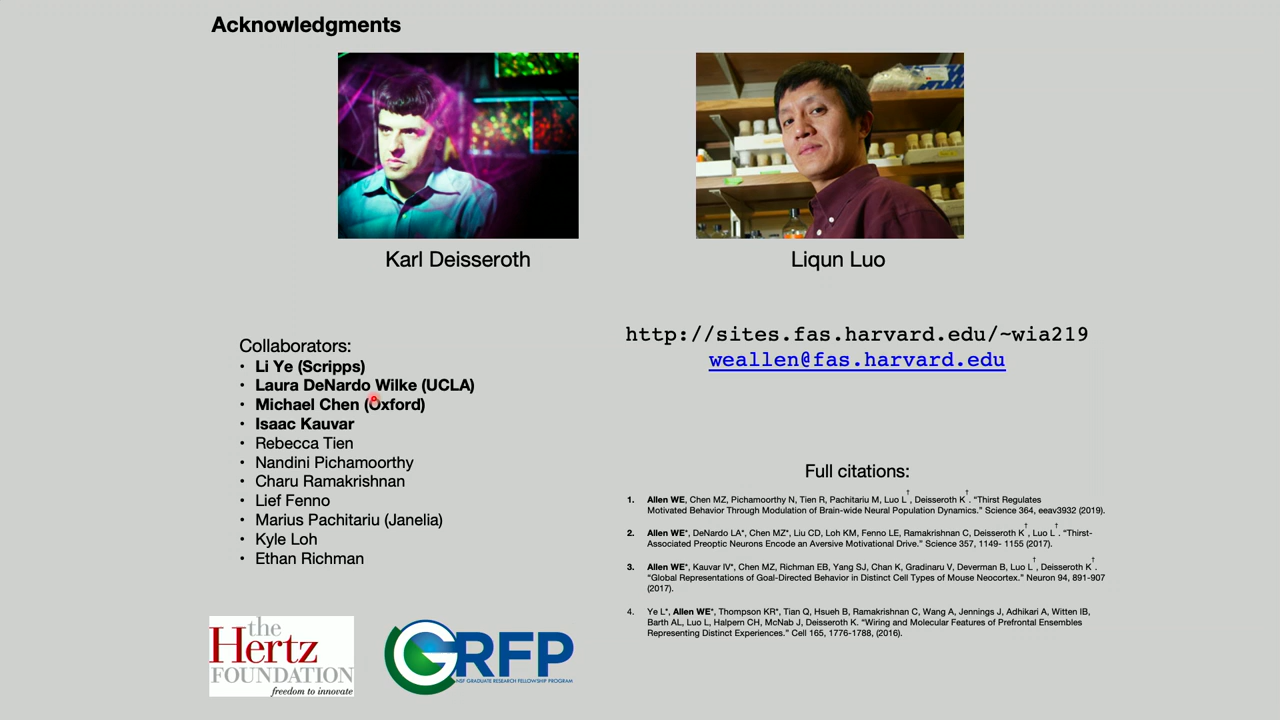 Acknowledgments
Karl Deisseroth
Liqun Luo
Collaborators:
• Li Ye (Scripps)
• Laura DeNardo Wilke (UCLA)
• Michael Chen (Oxford)
• Isaac Kauvar
• Rebecca Tien
• Nandini Pichamoorthy
• Charu Ramakrishnan
• Lief Fenno
• Marius Pachitariu (Janelia)
• Kyle Loh
• Ethan Richman
http://sites.fas.harvard.edu/~wia219
weallen@fas.harvard.edu
Full citations:
1. Allen WE, Chen MZ, Pichamoorthy N, Tien R, Pachitariu M, Luo L†, Deisseroth K†. “Thirst Regulates
Motivated Behavior Through Modulation of Brain-wide Neural Population Dynamics.” Science 364, eeav3932 (2019).
2. Allen WE*, DeNardo LA*, Chen MZ*, Liu CD, Loh KM, Fenno LE, Ramakrishnan C, Deisseroth K†, Luo L†. “Thirst-
Associated Preoptic Neurons Encode an Aversive Motivational Drive.” Science 357, 1149- 1155 (2017).
3. Allen WE*, Kauvar IV*, Chen MZ, Richman EB, Yang SJ, Chan K, Gradinaru V, Deverman B, Luo L†, Deisseroth K†.
“Global Representations of Goal-Directed Behavior in Distinct Cell Types of Mouse Neocortex.” Neuron 94, 891-907
(2017).
4. Ye L*, Allen WE*, Thompson KR*, Tian Q, Hsueh B, Ramakrishnan C, Wang A, Jennings J, Adhikari A, Witten IB,
Barth AL, Luo L, Halpern CH, McNab J, Deisseroth K. “Wiring and Molecular Features of Prefrontal Ensembles
Representing Distinct Experiences.” Cell 165, 1776-1788, (2016).
the
Hertz
FOUNDATION
freedom to innovate
GRFP
NSF GRADUATE RESEARCH FELLOWSHIP PROGRAM